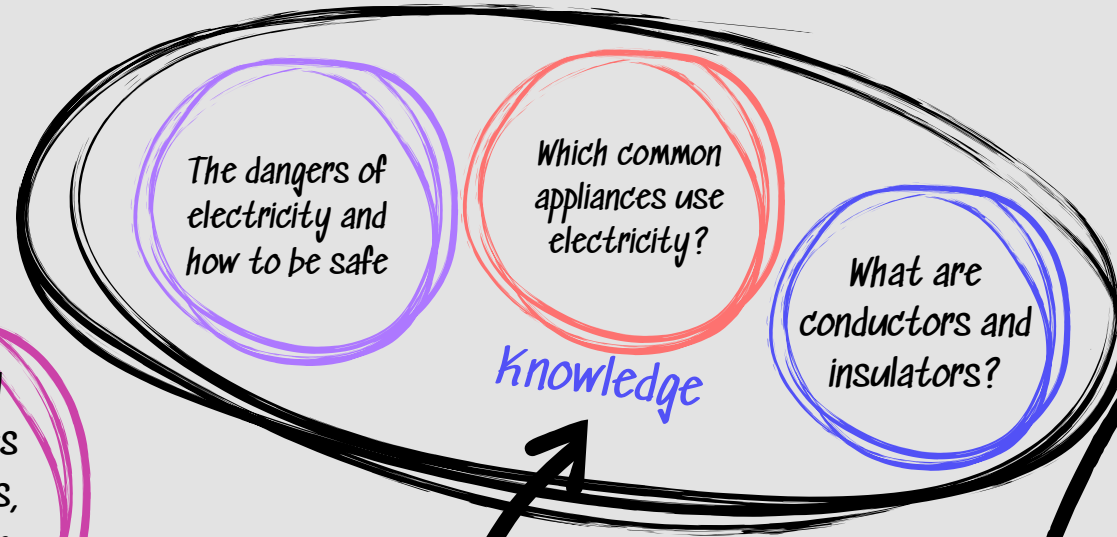 The dangers of
electricity and
how to be safe
Which common
appliances use
electricity?
What are
conductors and
insulators?
Knowledge